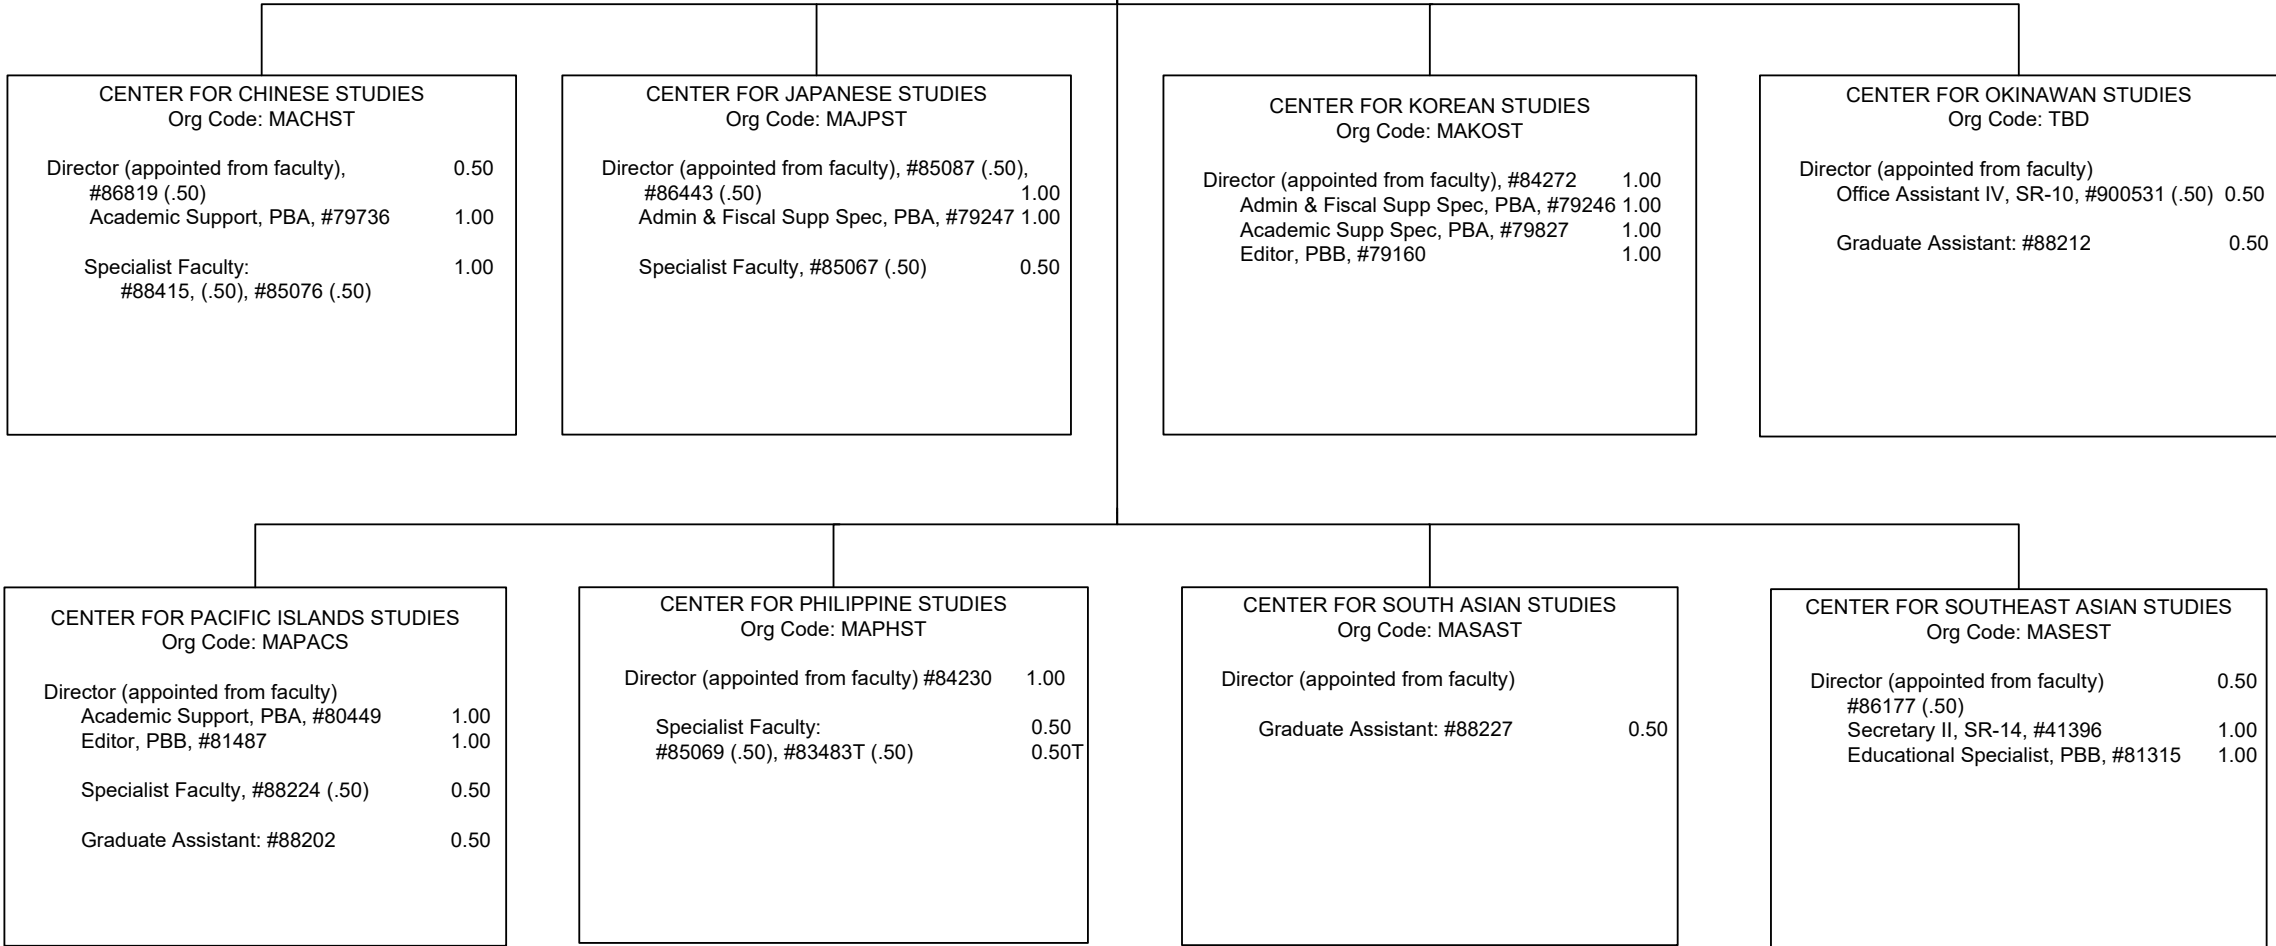 CENTER FOR CHINESE STUDIES
Org Code: MACHST
Director (appointed from faculty), 0.50
#86819 (.50)
Academic Support, PBA, #79736 1.00
Specialist Faculty: 1.00
#88415, (.50), #85076 (.50)
CENTER FOR JAPANESE STUDIES
Org Code: MAJPST
Director (appointed from faculty), #85087 (.50),
#86443 (.50) 1.00
Admin & Fiscal Supp Spec, PBA, #79247 1.00
Specialist Faculty, #85067 (.50) 0.50
CENTER FOR KOREAN STUDIES
Org Code: MAKOST
Director (appointed from faculty), #84272 1.00
Admin & Fiscal Supp Spec, PBA, #79246 1.00
Academic Supp Spec, PBA, #79827 1.00
Editor, PBB, #79160 1.00
CENTER FOR OKINAWAN STUDIES
Org Code: TBD
Director (appointed from faculty)
Office Assistant IV, SR-10, #900531 (.50) 0.50
Graduate Assistant: #88212 0.50
CENTER FOR PACIFIC ISLANDS STUDIES
Org Code: MAPACS
Director (appointed from faculty)
Academic Support, PBA, #80449 1.00
Editor, PBB, #81487 1.00
Specialist Faculty, #88224 (.50) 0.50
Graduate Assistant: #88202 0.50
CENTER FOR PHILIPPINE STUDIES
Org Code: MAPHST
Director (appointed from faculty) #84230 1.00
Specialist Faculty: 0.50
#85069 (.50), #83483T (.50) 0.50T
CENTER FOR SOUTH ASIAN STUDIES
Org Code: MASAST
Director (appointed from faculty)
Graduate Assistant: #88227 0.50
CENTER FOR SOUTHEAST ASIAN STUDIES
Org Code: MASEST
Director (appointed from faculty) 0.50
#86177 (.50)
Secretary II, SR-14, #41396 1.00
Educational Specialist, PBB, #81315 1.00